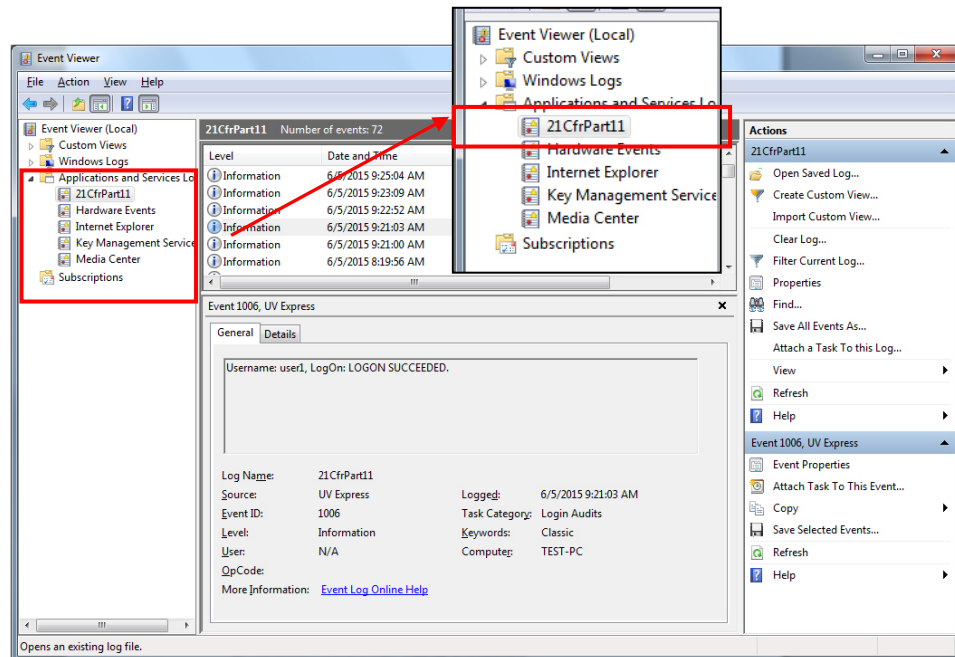 Event Viewer
File Action View Help
Event Viewer (Local)
Custom Views
Windows Logs
Applications and Services Lo
21CfrPart11
Hardware Events
Internet Explorer
Key Management Service
Media Center
Subscriptions
21CfrPart11 Number of events: 72
Level Date and Time
Information 6/5/2015 9:25:04 AM
Information 6/5/2015 9:23:09 AM
Information 6/5/2015 9:22:52 AM
Information 6/5/2015 9:21:03 AM
Information 6/5/2015 9:21:00 AM
Information 6/5/2015 8:19:56 AM
Event Viewer (Local)
Custom Views
Windows Logs
Applications and Services Lo
21CfrPart11
Hardware Events
Internet Explorer
Key Management Service
Media Center
Subscriptions
Event 1006, UV Express
General Details
Username: user1, LogOn: LOGON SUCCEEDED.
Log Name: 21CfrPart11
Source: UV Express Logged: 6/5/2015 9:21:03 AM
Event ID: 1006 Task Category: Login Audits
Level: Information Keywords: Classic
User: N/A Computer: TEST-PC
OpCode:
More Information: Event Log Online Help
Actions
21CfrPart11
Open Saved Log...
Create Custom View...
Import Custom View...
Clear Log...
Filter Current Log...
Properties
Find...
Save All Events As...
Attach a Task To this Log...
View
Refresh
Help
Event 1006, UV Express
Event Properties
Attach Task To This Event...
Copy
Save Selected Events...
Refresh
Help
Opens an existing log file.